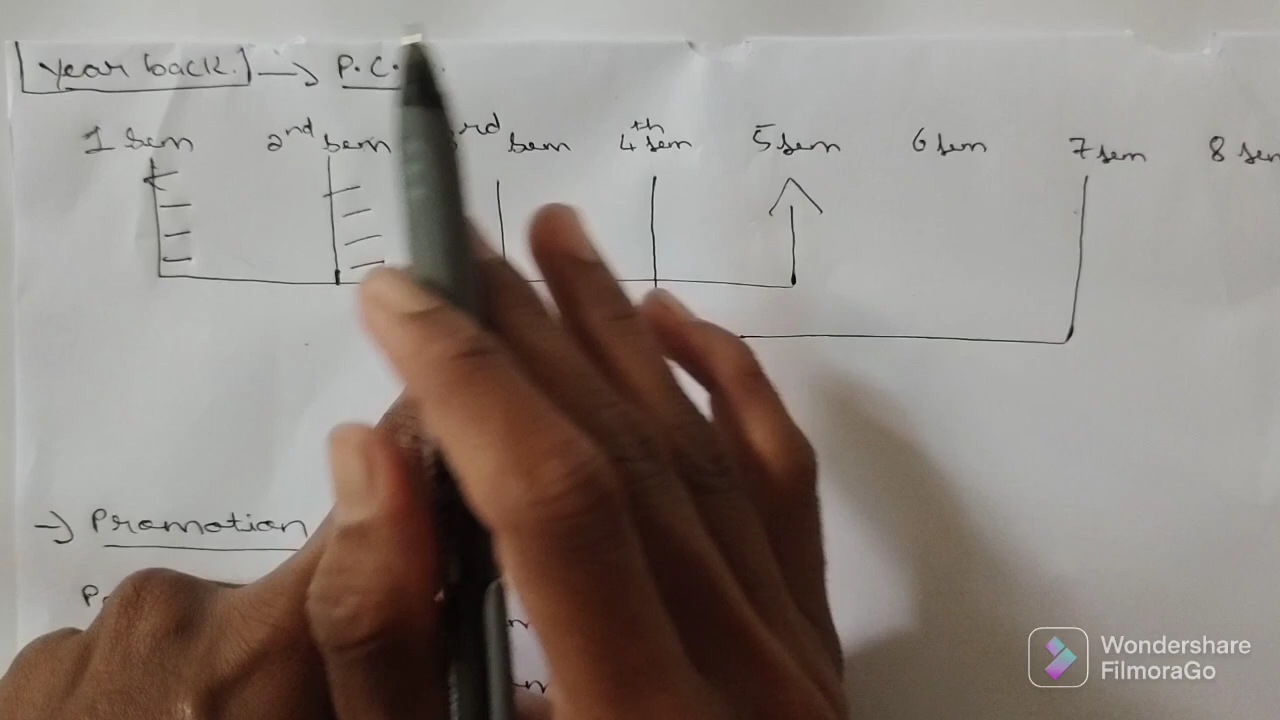 Year back. → P.C.
1 sem 2nd sem rd sem 4th sem 5 sem 6 sem 7 sem 8 sem
→ Promotion
Wondershare
FilmoraGo